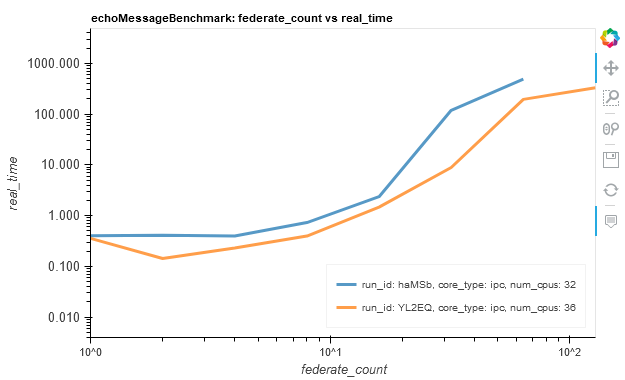 echoMessageBenchmark: federate_count vs real_time
real_time
1000.000
100.000
10.000
1.000
0.100
0.010
run_id: haMSb, core_type: ipc, num_cpus: 32
run_id: YL2EQ, core_type: ipc, num_cpus: 36
10^0
10^1
10^2
federate_count